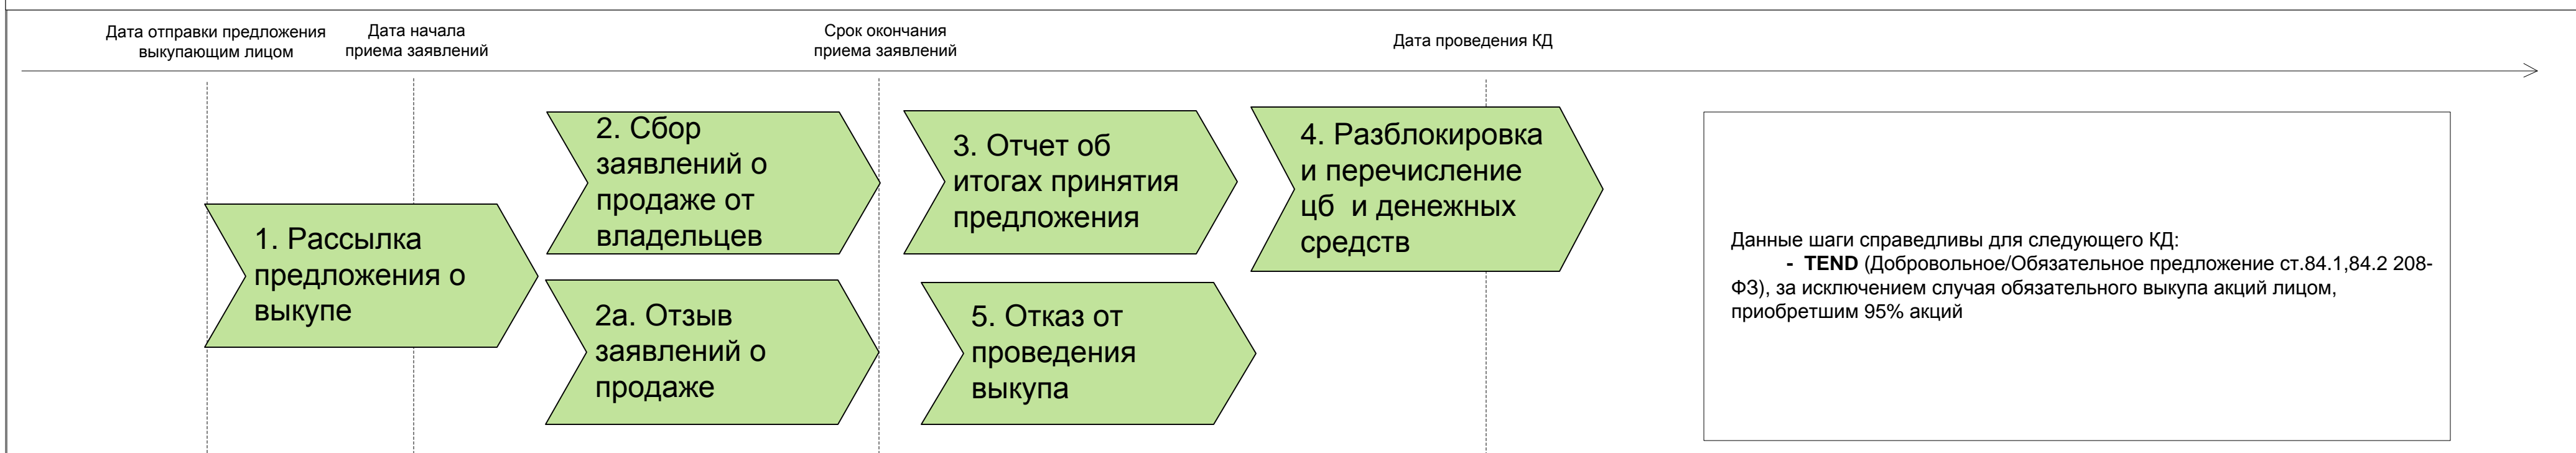 Дата отправки предложения
выкупающим лицом
Дата начала
приема заявлений
Срок окончания
приема заявлений
Дата проведения КД
1. Рассылка
предложения о
выкупе
2. Сбор
заявлений о
продаже от
владельцев
2а. Отзыв
заявлений о
продаже
3. Отчет об
итогах принятия
предложения
5. Отказ от
проведения
выкупа
4. Разблокировка
и перечисление
цб и денежных
средств
Данные шаги справедливы для следующего КД:
- TEND (Добровольное/Обязательное предложение ст.84.1,84.2 208-
ФЗ), за исключением случая обязательного выкупа акций лицом,
приобретшим 95% акций